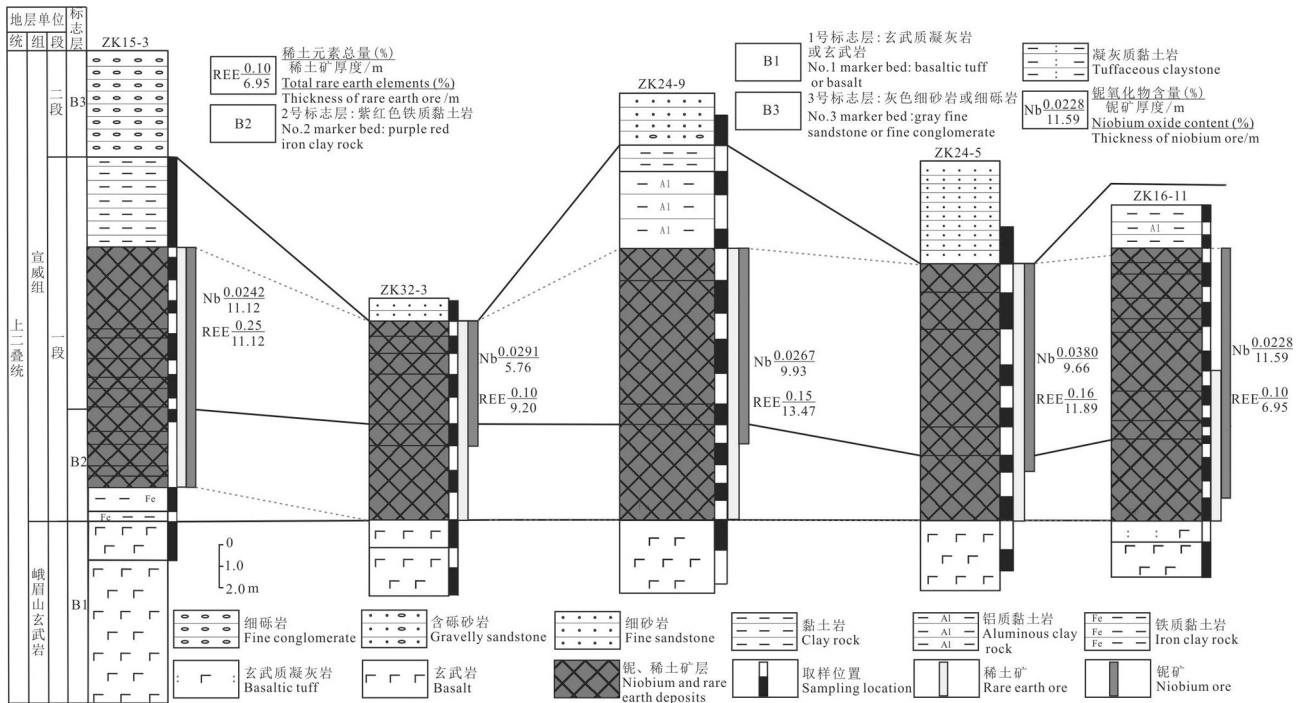 地层单位
标志层
统
组
段
ZK15-3
REE 0.10
6.95
稀土元素总量(%)
稀土矿厚度/m
Total rare earth elements (%)
Thickness of rare earth ore /m
B2
2号标志层:紫红色铁质黏土岩
No.2 marker bed: purple red
iron clay rock
B1
1号标志层:玄武质凝灰岩
或玄武岩
No.1 marker bed: basaltic tuff
or basalt
B3
3号标志层:灰色细砂岩或细砾岩
No.3 marker bed:gray fine
sandstone or fine conglomerate
凝灰质黏土岩
Tuffaceous claystone
Nb 0.0228
11.59
铌氧化物含量(%)
铌矿厚度/m
Niobium oxide content (%)
Thickness of niobium ore/m
上二叠统
宣威组
二段
一段
峨眉山玄武岩
B3
B2
B1
Nb 0.0242
11.12
REE 0.25
11.12
Fe
Fe
ZK32-3
Nb 0.0291
5.76
REE 0.10
9.20
ZK24-9
Al
Al
Nb 0.0267
9.93
REE 0.15
13.47
ZK24-5
Nb 0.0380
9.66
REE 0.16
11.89
ZK16-11
Al
Nb 0.0228
11.59
REE 0.10
6.95
0
1.0
2.0 m
细砾岩
Fine conglomerate
含砾砂岩
Gravelly sandstone
细砂岩
Fine sandstone
黏土岩
Clay rock
Al
Al
Al
铝质黏土岩
Aluminous clay
rock
Fe
Fe
Fe
铁质黏土岩
Iron clay rock
玄武质凝灰岩
Basaltic tuff
玄武岩
Basalt
铌、稀土矿层
Niobium and rare
earth deposits
取样位置
Sampling location
稀土矿
Rare earth ore
铌矿
Niobium ore